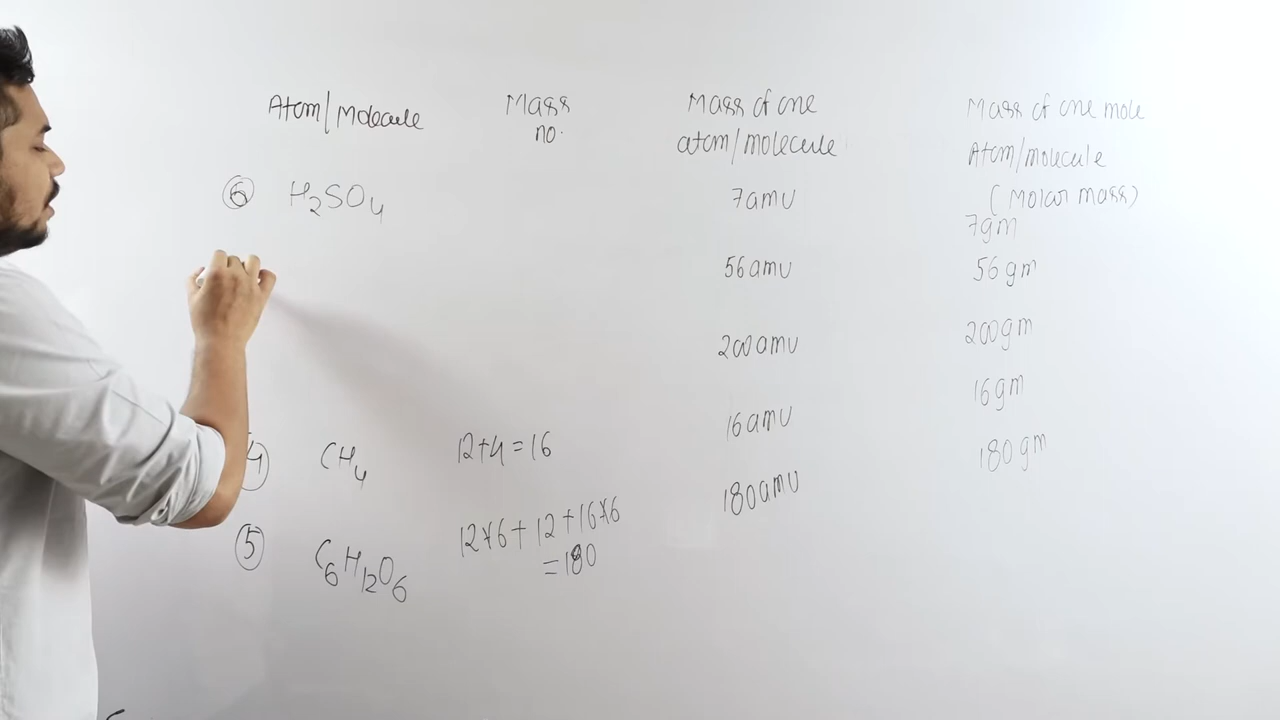 Atom/Molecule
Mass
no.
Mass of one
atom/molecule
Mass of one mole
Atom/molecule
(Molar mass)
⑥ H₂SO₄
7amu
7gm
56amu
56gm
200amu
200gm
④ CH₄
12+4=16
16amu
16gm
⑤ C₆H₁₂O₆
12×6+12+16×6
=180
180amu
180gm